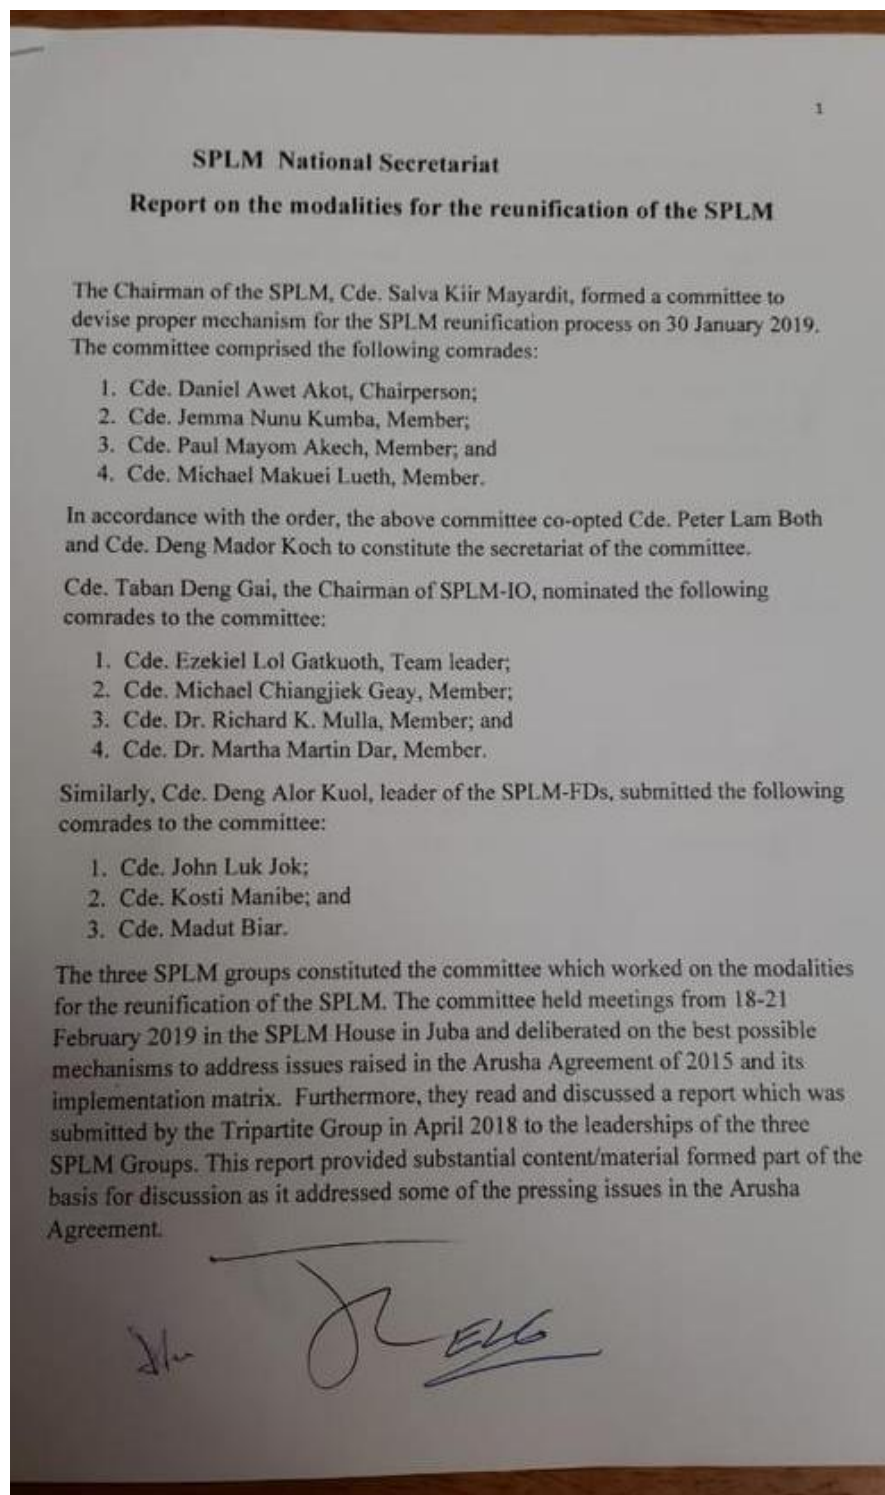 1
SPLM National Secretariat
Report on the modalities for the reunification of the SPLM
The Chairman of the SPLM, Cde. Salva Kiir Mayardit, formed a committee to
devise proper mechanism for the SPLM reunification process on 30 January 2019.
The committee comprised the following comrades:
1. Cde. Daniel Awet Akot, Chairperson;
2. Cde. Jemma Nunu Kumba, Member;
3. Cde. Paul Mayom Akech, Member; and
4. Cde. Michael Makuei Lueth, Member.
In accordance with the order, the above committee co-opted Cde. Peter Lam Both
and Cde. Deng Mador Koch to constitute the secretariat of the committee.
Cde. Taban Deng Gai, the Chairman of SPLM-IO, nominated the following
comrades to the committee:
1. Cde. Ezekiel Lol Gatkuoth, Team leader;
2. Cde. Michael Chiangjiek Geay, Member;
3. Cde. Dr. Richard K. Mulla, Member; and
4. Cde. Dr. Martha Martin Dar, Member.
Similarly, Cde. Deng Alor Kuol, leader of the SPLM-FDs, submitted the following
comrades to the committee:
1. Cde. John Luk Jok;
2. Cde. Kosti Manibe; and
3. Cde. Madut Biar.
The three SPLM groups constituted the committee which worked on the modalities
for the reunification of the SPLM. The committee held meetings from 18-21
February 2019 in the SPLM House in Juba and deliberated on the best possible
mechanisms to address issues raised in the Arusha Agreement of 2015 and its
implementation matrix. Furthermore, they read and discussed a report which was
submitted by the Tripartite Group in April 2018 to the leaderships of the three
SPLM Groups. This report provided substantial content/material formed part of the
basis for discussion as it addressed some of the pressing issues in the Arusha
Agreement.
ELG